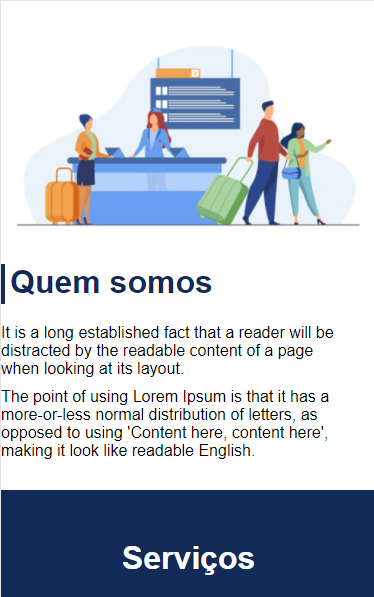 Quem somos
It is a long established fact that a reader will be
distracted by the readable content of a page
when looking at its layout.
The point of using Lorem Ipsum is that it has a
more-or-less normal distribution of letters, as
opposed to using 'Content here, content here',
making it look like readable English.
Serviços